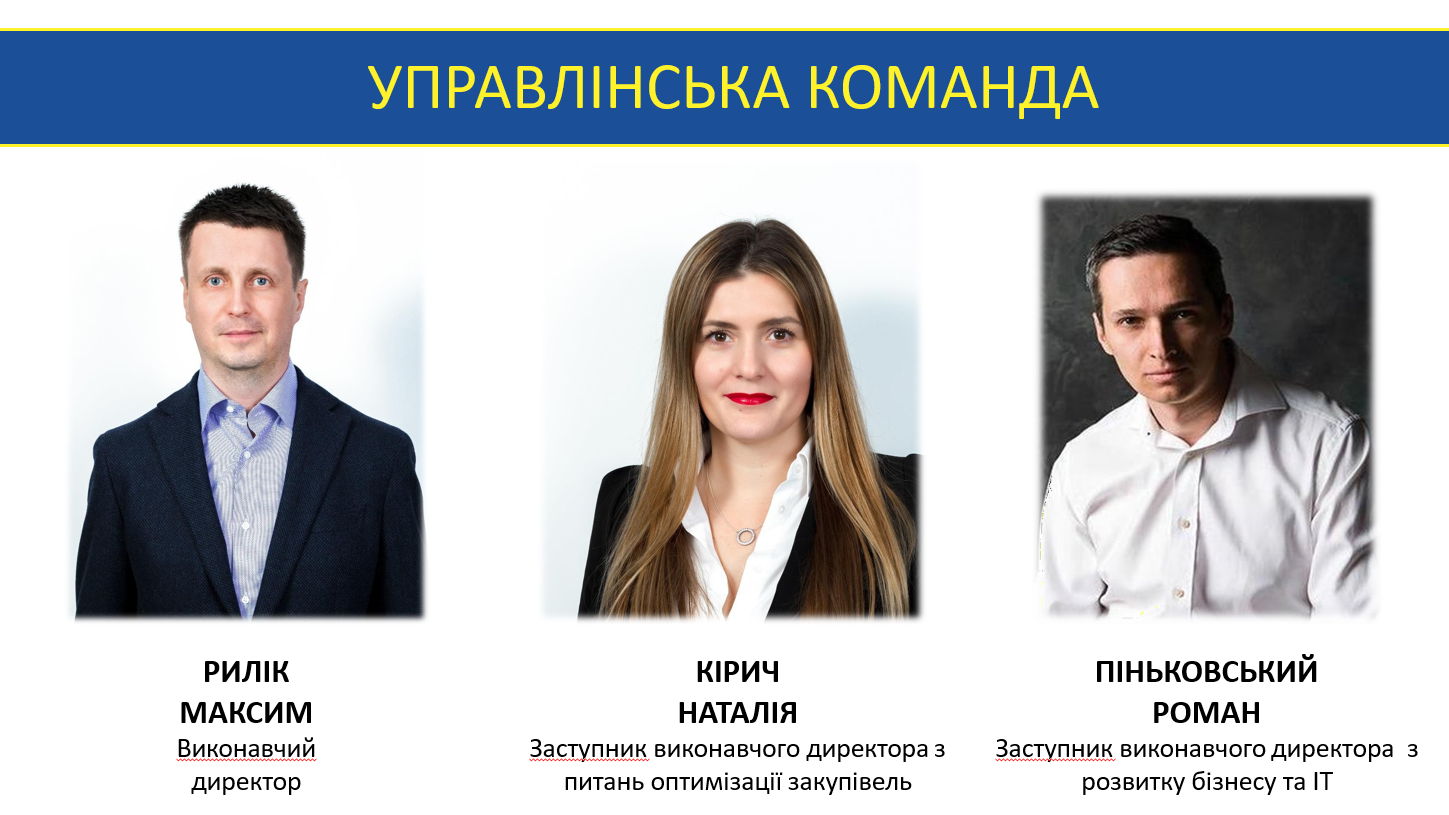 УПРАВЛІНСЬКА КОМАНДА
РИЛІК
МАКСИМ
Виконавчий
директор
КІРИЧ
НАТАЛІЯ
Заступник виконавчого директора з
питань оптимізації закупівель
ПІНЬКОВСЬКИЙ
РОМАН
Заступник виконавчого директора з
розвитку бізнесу та ІТ